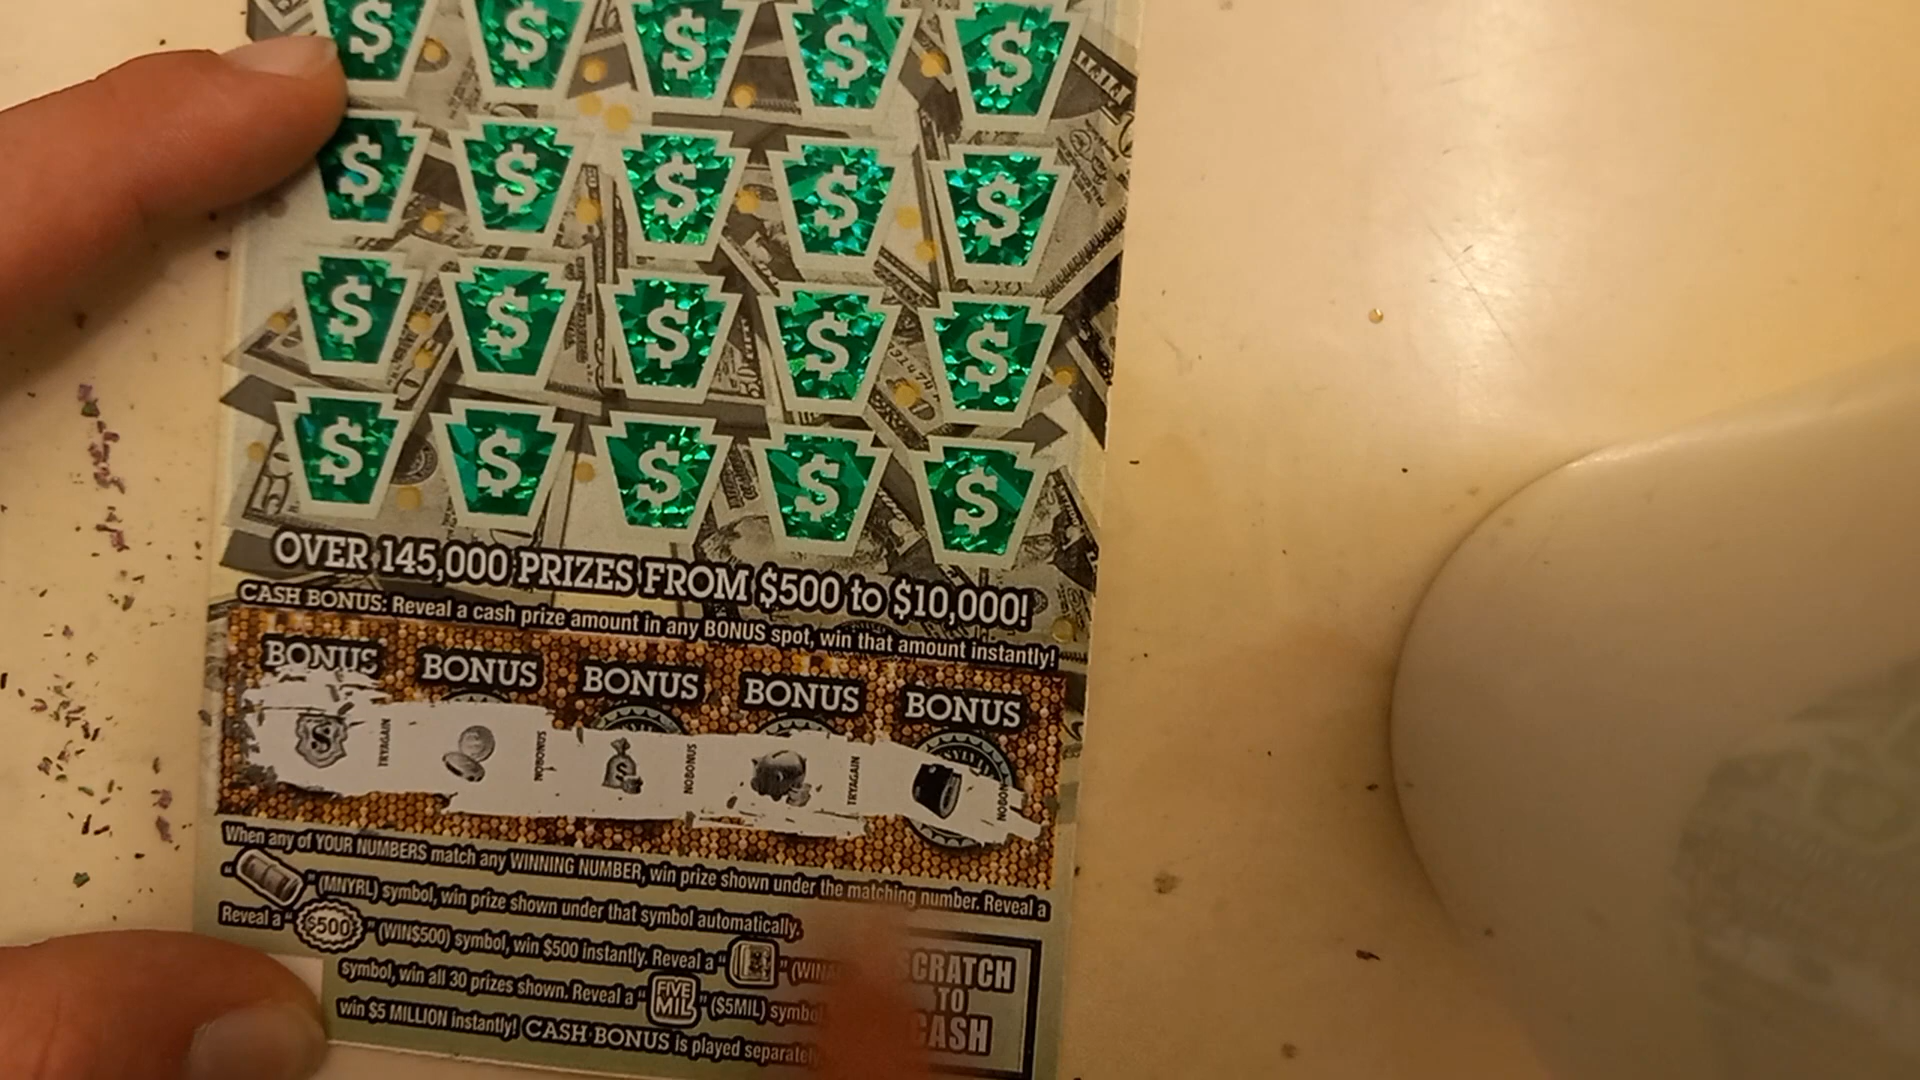 $ $ $ $ $
$ $ $ $ $
$ $ $ $ $
$ $ $ $ $
OVER 145,000 PRIZES FROM $500 to $10,000!
CASH BONUS: Reveal a cash prize amount in any BONUS spot, win that amount instantly!
BONUS BONUS BONUS BONUS BONUS
TRYAGAIN NOBONUS NOBONUS TRYAGAIN
When any of YOUR NUMBERS match any WINNING NUMBER, win prize shown under the matching number. Reveal a
" " (MNYRL) symbol, win prize shown under that symbol automatically.
Reveal a " $500 " (WIN$500) symbol, win $500 instantly. Reveal a " "
symbol, win all 30 prizes shown. Reveal a " FIVE MIL " ($5MIL) symbol
win $5 MILLION instantly! CASH BONUS is played separately
SCRATCH
TO
CASH